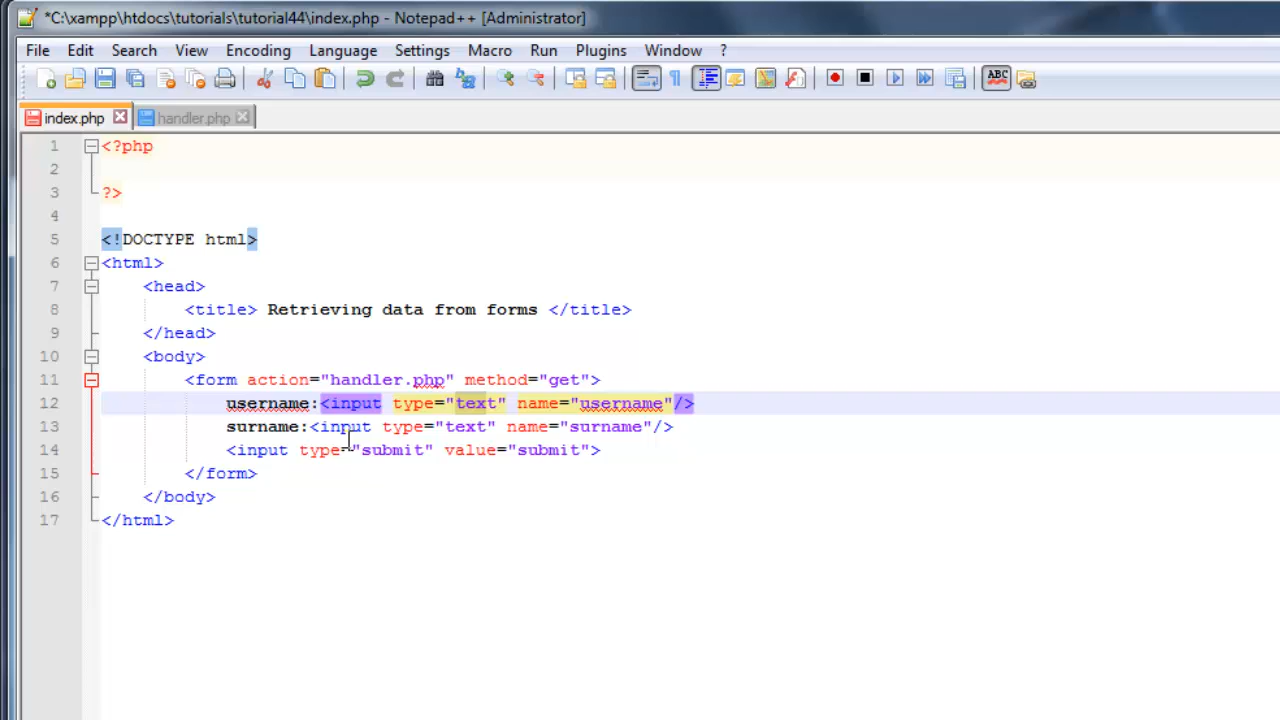 *C:\xampp\htdocs\tutorials\tutorial44\index.php - Notepad++ [Administrator]
File Edit Search View Encoding Language Settings Macro Run Plugins Window ?
ABC
index.php handler.php
1 <?php
2
3 ?>
4
5 <!DOCTYPE html>
6 <html>
7 <head>
8 <title> Retrieving data from forms </title>
9 </head>
10 <body>
11 <form action="handler.php" method="get">
12 username:<input type="text" name="username"/>
13 surname:<input type="text" name="surname"/>
14 <input type="submit" value="submit">
15 </form>
16 </body>
17 </html>